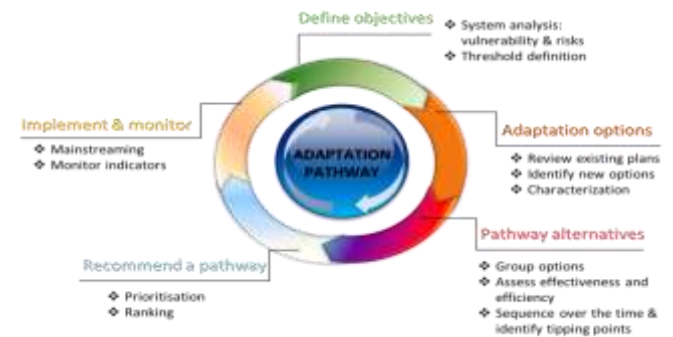 Define objectives
❖ System analysis:
vulnerability & risks
❖ Threshold definition
Implement & monitor
❖ Mainstreaming
❖ Monitor indicators
ADAPTATION
PATHWAY
Adaptation options
❖ Review existing plans
❖ Identify new options
❖ Characterization
Pathway alternatives
❖ Group options
❖ Assess effectiveness and
efficiency
❖ Sequence over the time &
identify tipping points
Recommend a pathway
❖ Prioritisation
❖ Ranking